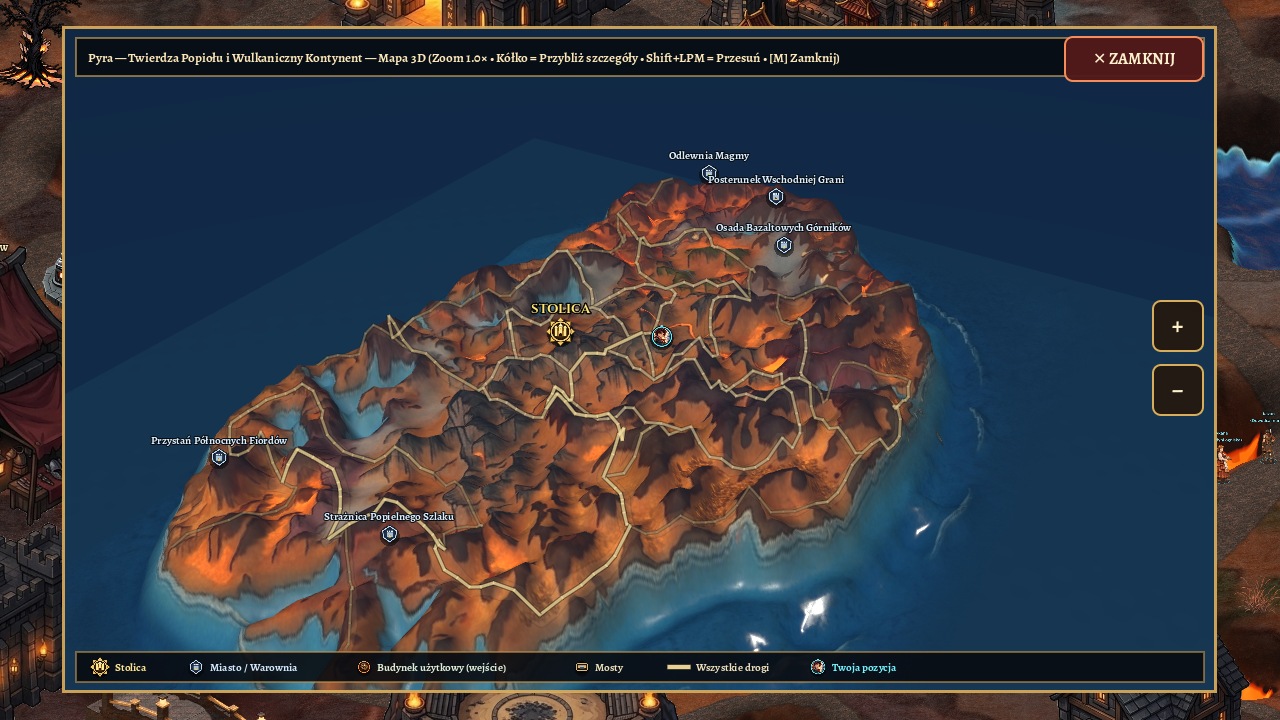 Pyra — Twierdza Popiołu i Wulkaniczny Kontynent — Mapa 3D (Zoom 1.0× • Kółko = Przybliż szczegóły • Shift+LPM = Przesuń • [M] Zamknij)
✕ ZAMKNIJ
Odlewnia Magmy
Posterunek Wschodniej Grani
Osada Bazaltowych Górników
STOLICA
+
−
Przystań Północnych Fiordów
Strażnica Popielnego Szlaku
Stolica
Miasto / Warownia
Budynek użytkowy (wejście)
Mosty
Wszystkie drogi
Twoja pozycja